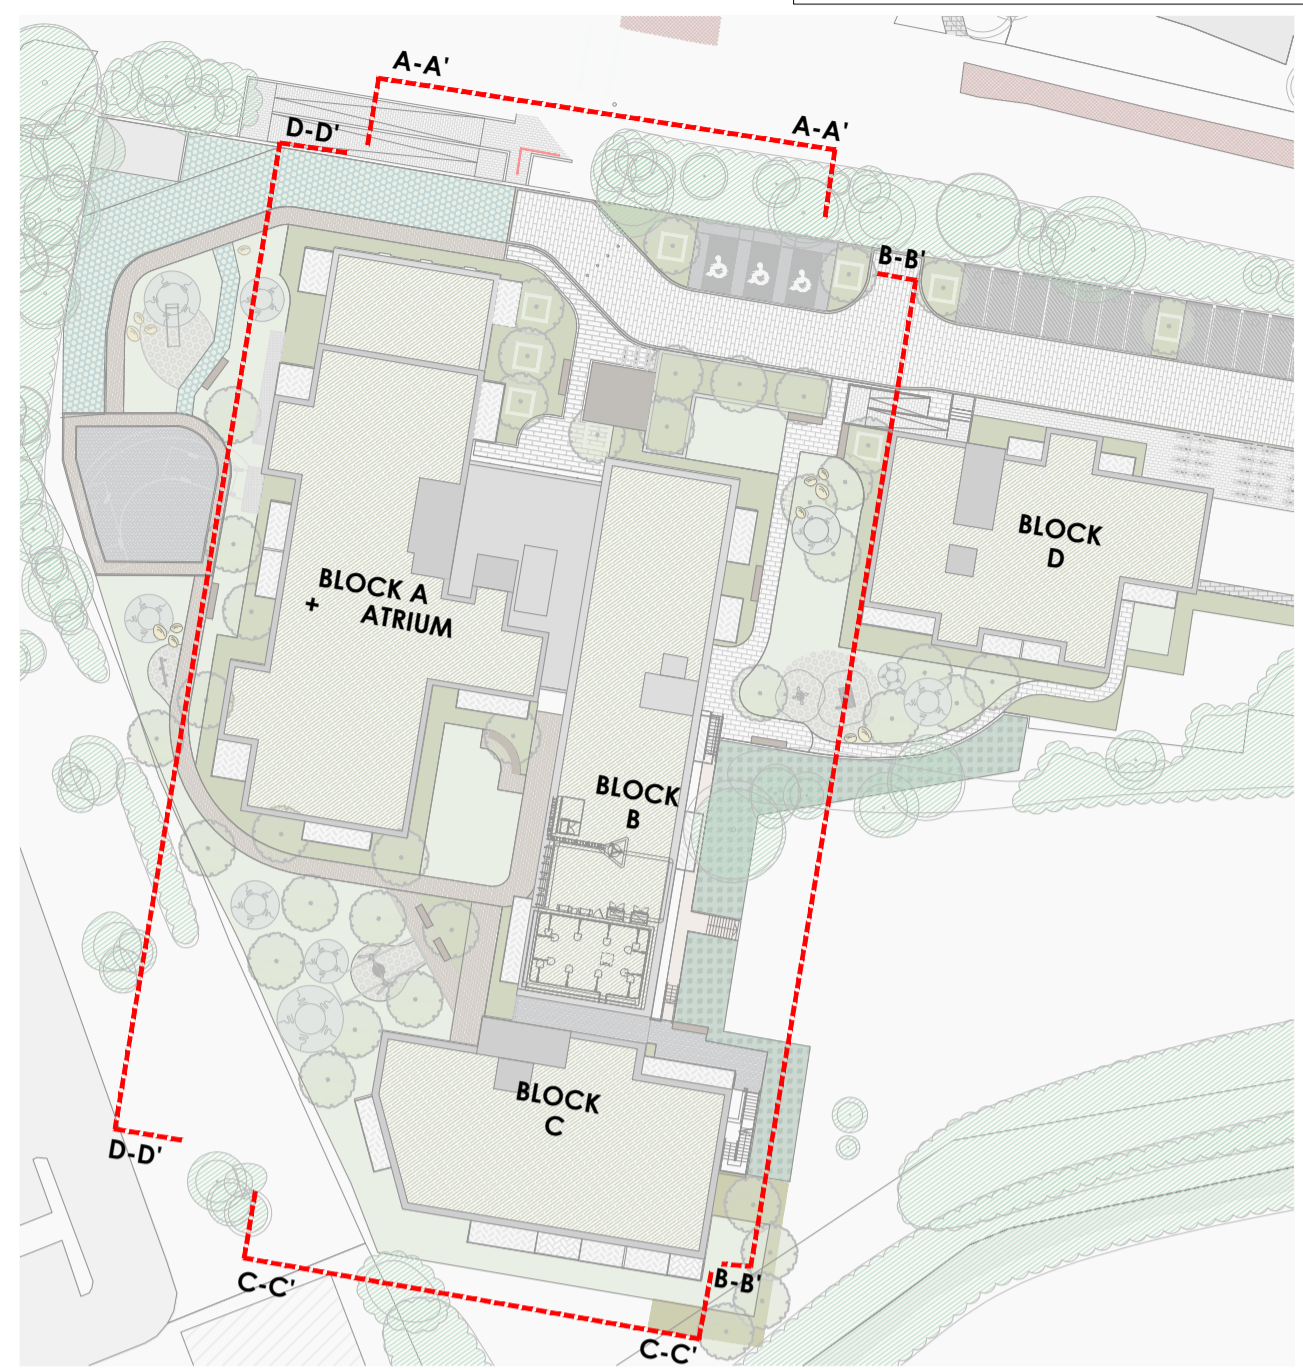 A-A'
D-D'
A-A'
B-B'
BLOCK
D
BLOCK A
+ ATRIUM
BLOCK
B
BLOCK
C
D-D'
C-C'
B-B'
C-C'